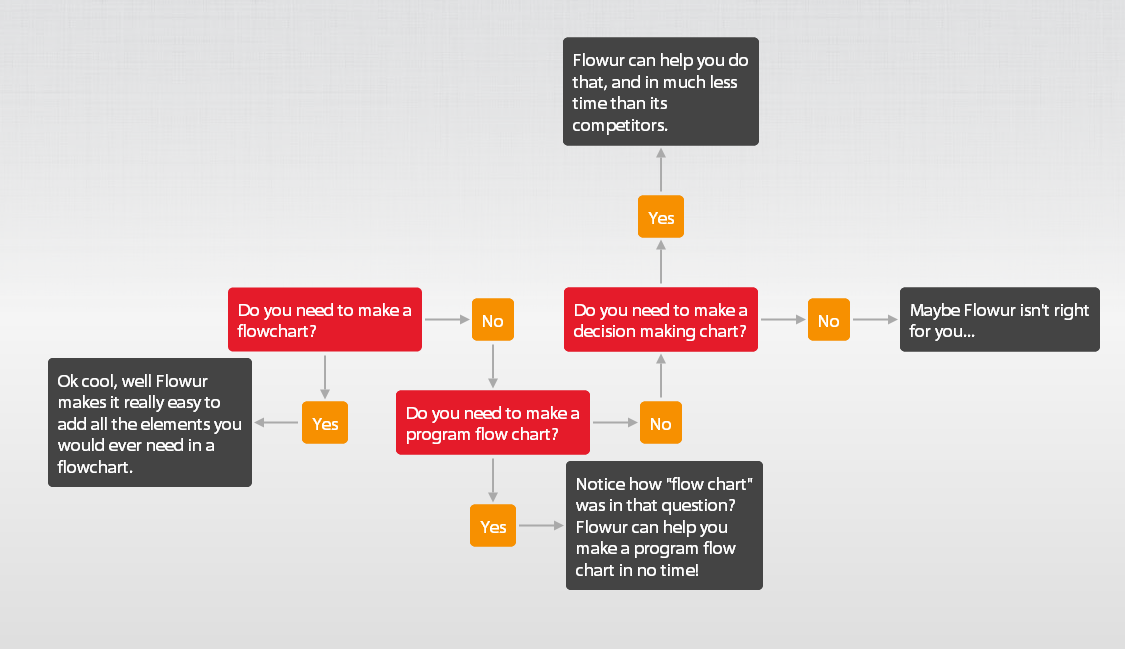 Flowur can help you do
that, and in much less
time than its
competitors.
Yes
Do you need to make a
flowchart?
No
Do you need to make a
decision making chart?
No
Maybe Flowur isn't right
for you...
Ok cool, well Flowur
makes it really easy to
add all the elements you
would ever need in a
flowchart.
Yes
Do you need to make a
program flow chart?
No
Yes
Notice how "flow chart"
was in that question?
Flowur can help you
make a program flow
chart in no time!